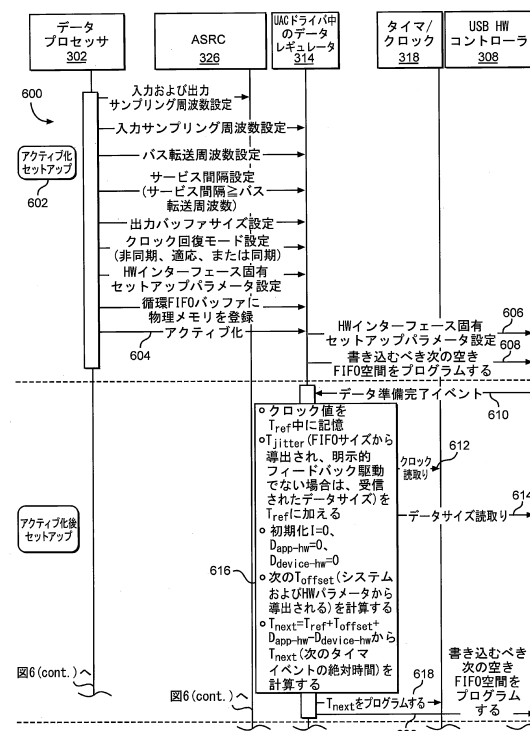 データ
プロセッサ
302
ASRC
326
UACドライバ中
のデータ
レギュレータ
314
タイマ/
クロック
318
USB HW
コントローラ
308
600
入力および出力
サンプリング周波数設定
入力サンプリング周波数設定
アクティブ化
セットアップ
602
バス転送周波数設定
サービス間隔設定
(サービス間隔≧バス
転送周波数)
出力バッファサイズ設定
クロック回復モード設定
(非同期、適応、または同期)
HWインターフェース固有
セットアップパラメータ設定
循環FIFOバッファに
物理メモリを登録
604
アクティブ化
HWインターフェース固有
セットアップパラメータ設定
606
書き込むべき次の空き
FIFO空間をプログラムする
608
データ準備完了イベント
610
○クロック値を
Tref中に記憶
○Tjitter(FIFOサイズから
導出され、明示的
フィードバック駆動
でない場合は、受信
されたデータサイズ)を
Trefに加える
○初期化I=0、
Dapp-hw=0、
Ddevice-hw=0
○次のToffset(システム
およびHWパラメータから
導出される)を計算する
○Tnext=Tref+Toffset+
Dapp-hw-Ddevice-hwから
Tnext(次のタイマ
イベントの絶対時間)を
計算する
クロック
読取り
612
データサイズ読取り
614
アクティブ化後
セットアップ
616
618
Tnextをプログラムする
書き込むべき
次の空き
FIFO空間を
プログラム
する
図6(cont.)へ
図6(cont.)へ